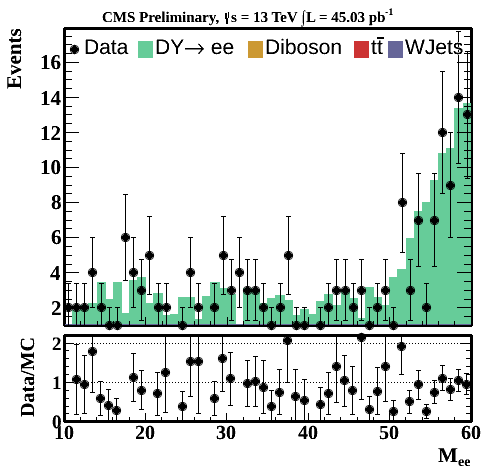 CMS Preliminary, √s = 13 TeV ∫L = 45.03 pb⁻¹
Events
Data DY→ ee Diboson tt̄ WJets
16
14
12
10
8
6
4
2
Data/MC
2
1
0
10 20 30 40 50 60
M_ee